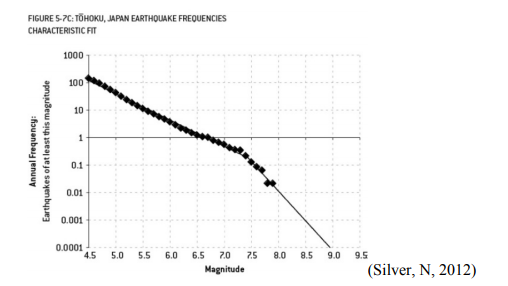 FIGURE 5-7C: TŌHOKU, JAPAN EARTHQUAKE FREQUENCIES
CHARACTERISTIC FIT
Annual Frequency:
Earthquakes of at least this magnitude
1000
100
10
1
0.1
0.01
0.001
0.0001
4.5 5.0 5.5 6.0 6.5 7.0 7.5 8.0 8.5 9.0 9.5
Magnitude
(Silver, N, 2012)